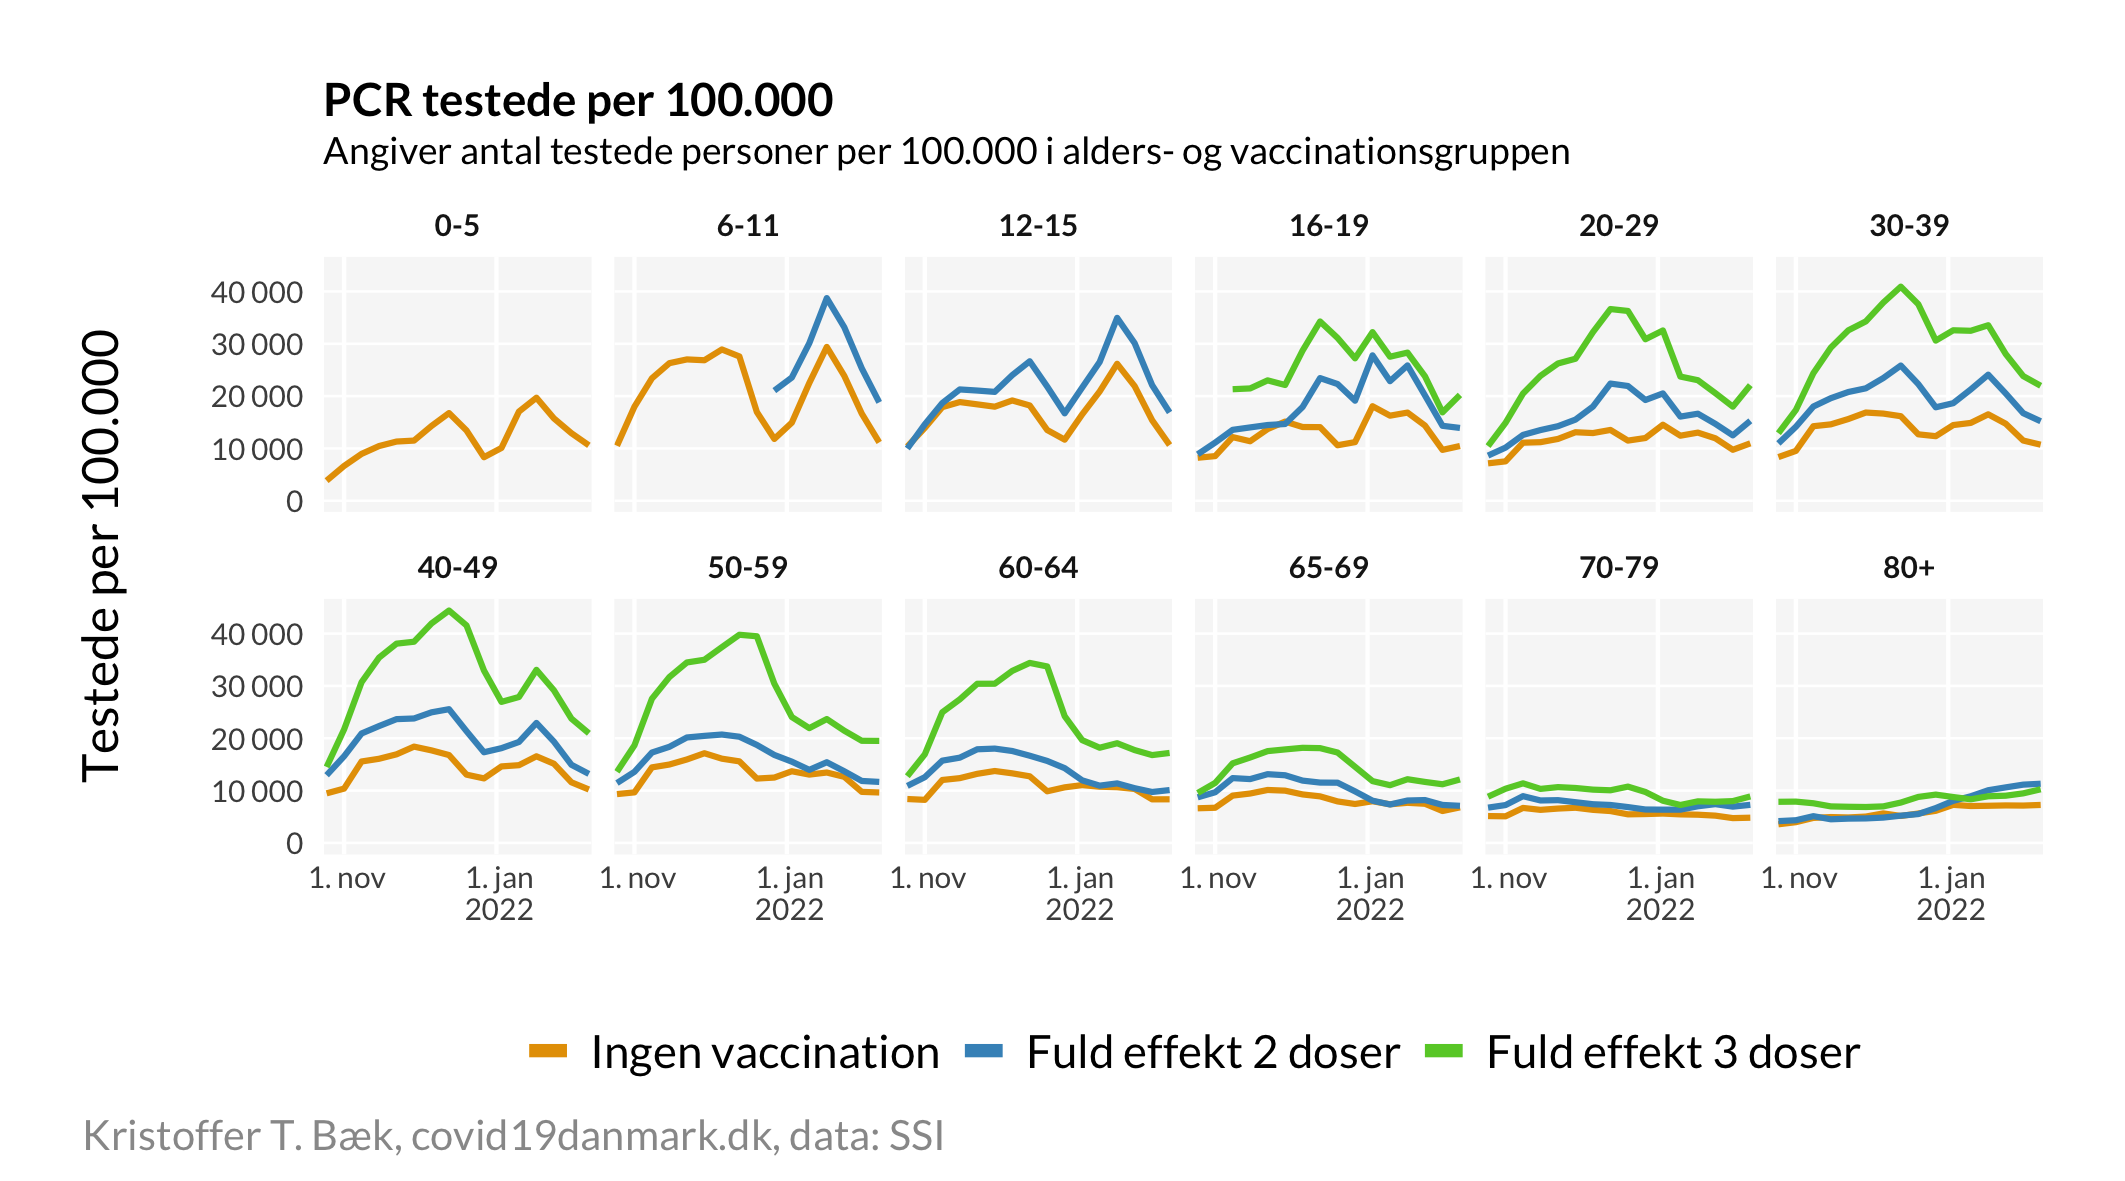 PCR testede per 100.000
Angiver antal testede personer per 100.000 i alders- og vaccinationsgruppen
Testede per 100.000
0-5
6-11
12-15
16-19
20-29
30-39
40 000
30 000
20 000
10 000
0
40-49
50-59
60-64
65-69
70-79
80+
40 000
30 000
20 000
10 000
0
1. nov
1. jan
2022
1. nov
1. jan
2022
1. nov
1. jan
2022
1. nov
1. jan
2022
1. nov
1. jan
2022
1. nov
1. jan
2022
Ingen vaccination
Fuld effekt 2 doser
Fuld effekt 3 doser
Kristoffer T. Bæk, covid19danmark.dk, data: SSI